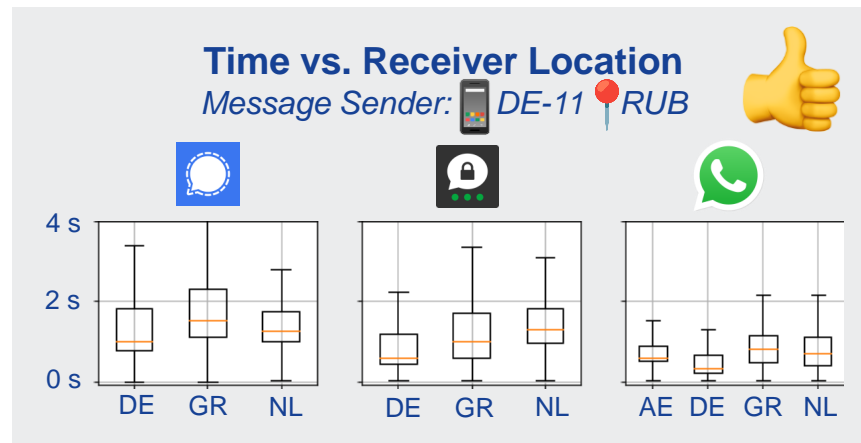 Time vs. Receiver Location
Message Sender: DE-11 RUB
4 s
2 s
0 s
DE GR NL
DE GR NL
AE DE GR NL